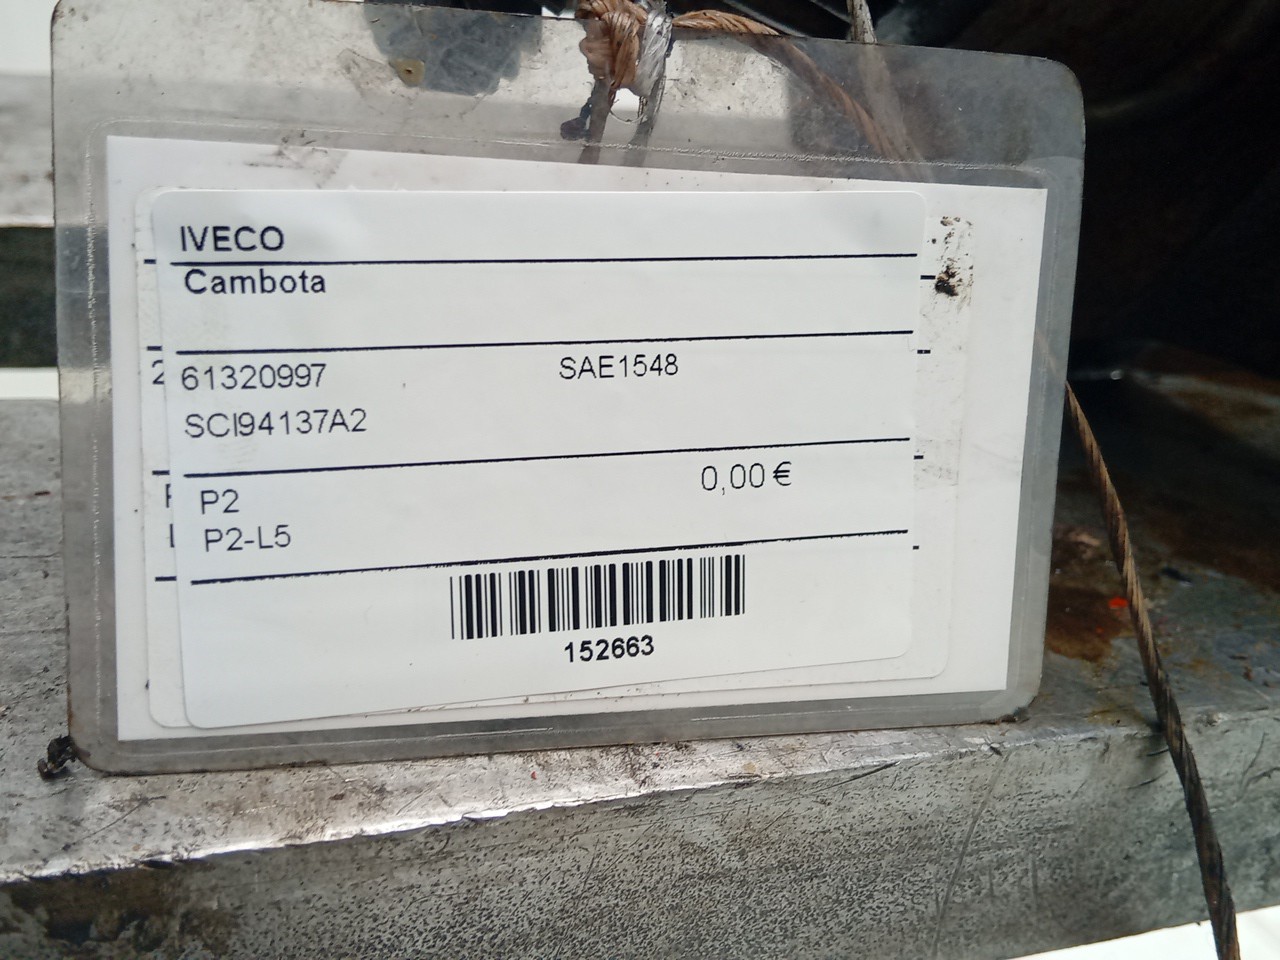 IVECO
Cambota
61320997 SAE1548
SCI94137A2
P2 0,00 €
P2-L5
152663